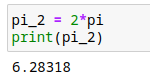 pi_2 = 2*pi
print(pi_2)
6.28318